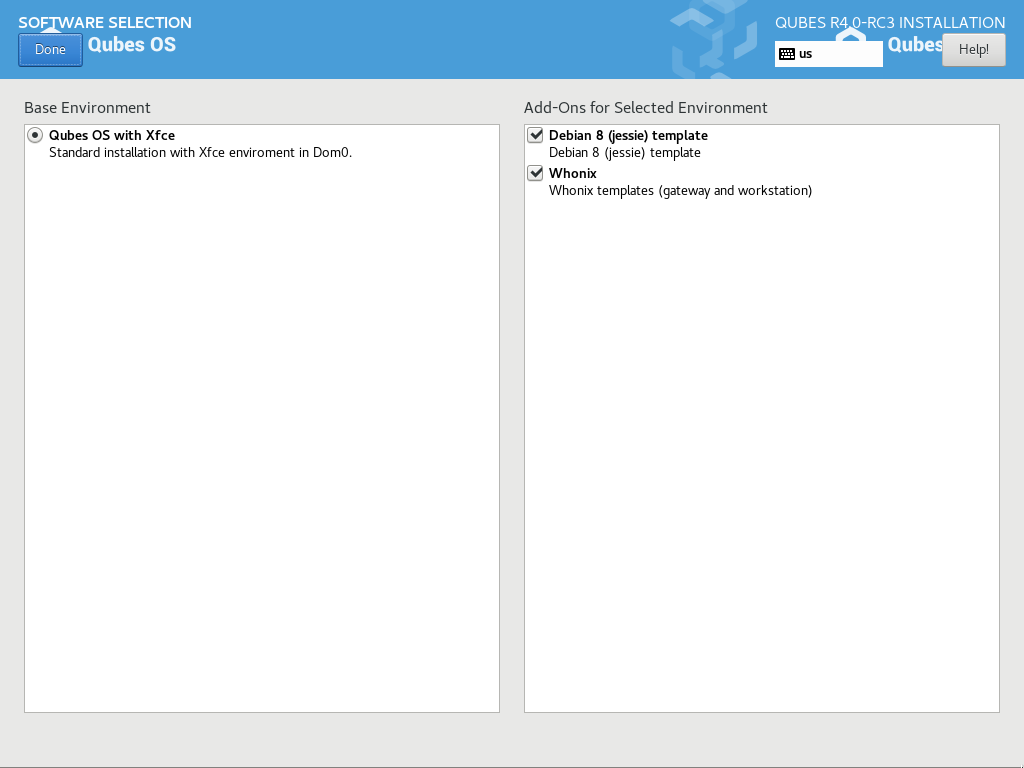 SOFTWARE SELECTION
Done
Qubes OS
QUBES R4.0-RC3 INSTALLATION
us
Qubes
Help!
Base Environment
Qubes OS with Xfce
Standard installation with Xfce enviroment in Dom0.
Add-Ons for Selected Environment
Debian 8 (jessie) template
Debian 8 (jessie) template
Whonix
Whonix templates (gateway and workstation)